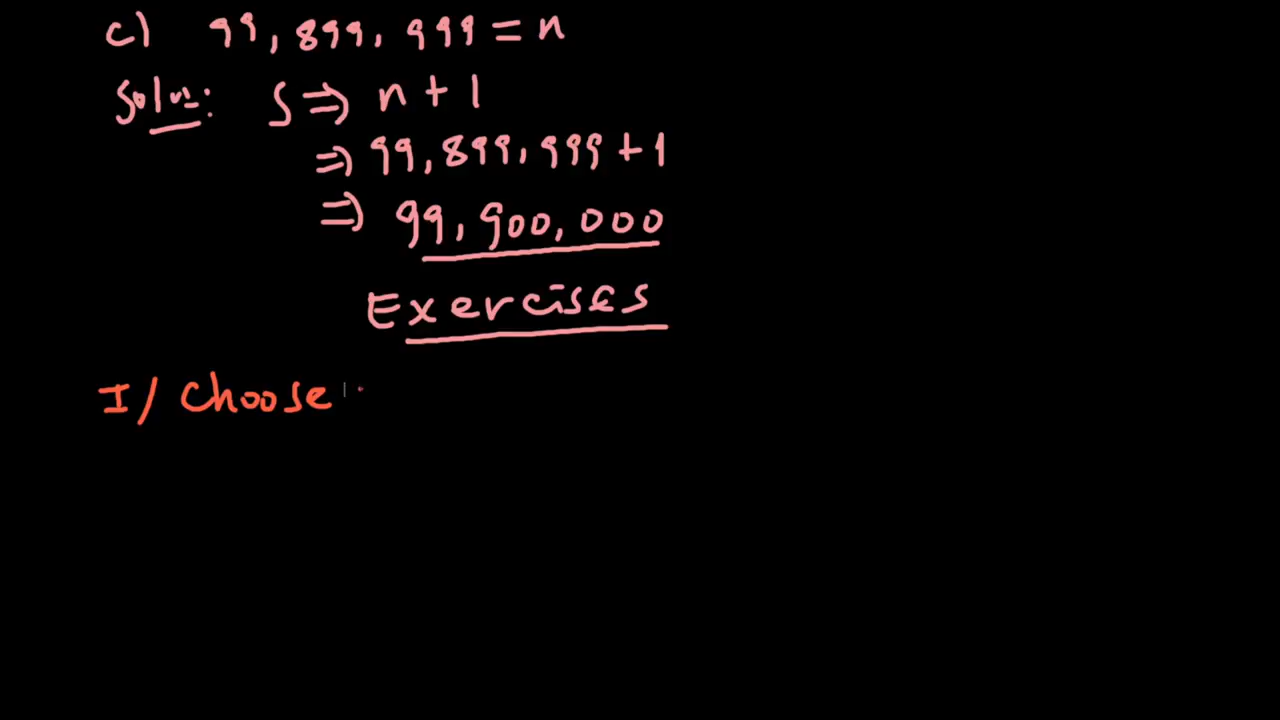 c) 99,899,999 = n
Soln: S ⇒ n + 1
⇒ 99,899,999 + 1
⇒ 99,900,000
Exercises
I/ Choose